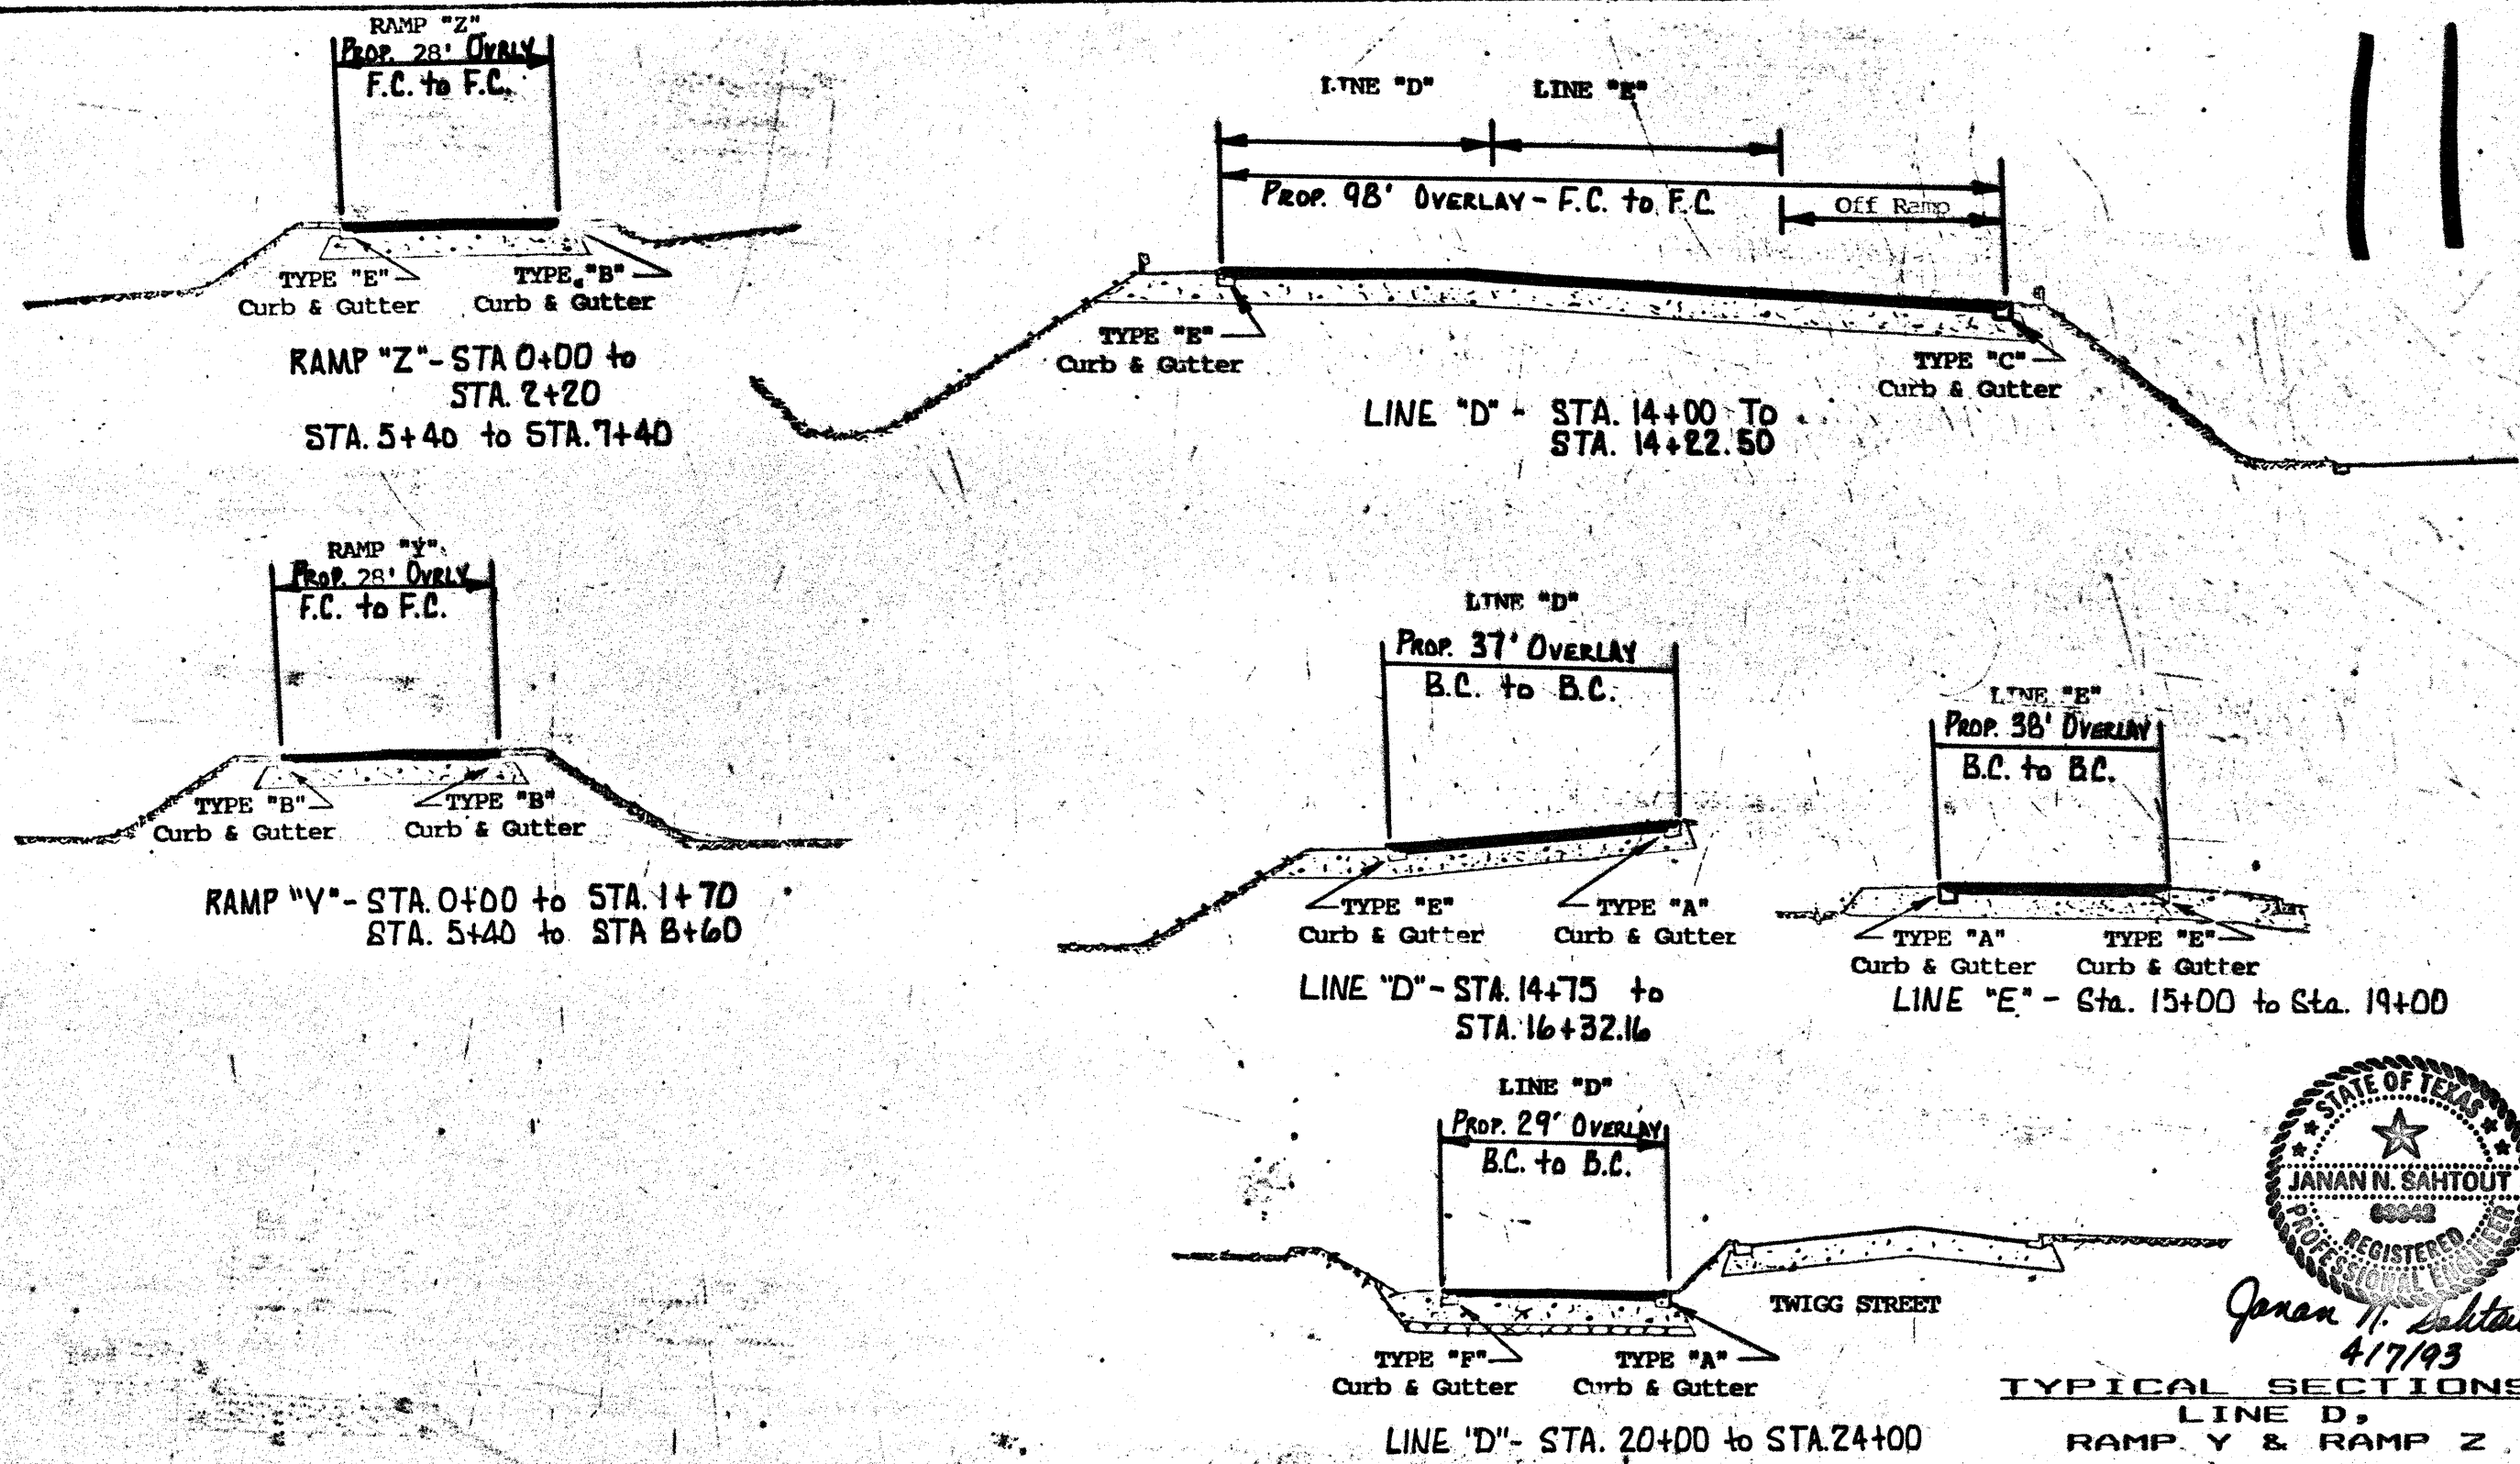 RAMP "Z"
PROP. 28' OVRLY
F.C. to F.C.
TYPE "E"
Curb & Gutter
TYPE "B"
Curb & Gutter
RAMP "Z" - STA 0+00 to
STA. 2+20
STA. 5+40 to STA. 7+40
LINE "D"
LINE "E"
PROP. 98' OVERLAY - F.C. to F.C.
Off Ramp
TYPE "E"
Curb & Gutter
TYPE "C"
Curb & Gutter
LINE "D" - STA. 14+00 TO
STA. 14+22.50
RAMP "Y"
PROP. 28' OVRLY
F.C. to F.C.
TYPE "B"
Curb & Gutter
TYPE "B"
Curb & Gutter
RAMP "Y" - STA. 0+00 to STA. 1+70
STA. 5+40 to STA 8+60
LINE "D"
PROP. 37' OVERLAY
B.C. to B.C.
TYPE "E"
Curb & Gutter
TYPE "A"
Curb & Gutter
LINE "D" - STA. 14+75 to
STA. 16+32.16
LINE "E"
PROP. 38' OVERLAY
B.C. to B.C.
TYPE "A"
Curb & Gutter
TYPE "E"
Curb & Gutter
LINE "E" - Sta. 15+00 to Sta. 19+00
LINE "D"
PROP. 29' OVERLAY
B.C. to B.C.
TWIGG STREET
TYPE "F"
Curb & Gutter
TYPE "A"
Curb & Gutter
LINE "D" - STA. 20+00 to STA. 24+00
STATE OF TEXAS
JANAN N. SAHTOUT
REGISTERED
PROFESSIONAL ENGINEER
Janan N.
4/7/93
TYPICAL SECTIONS
LINE D,
RAMP Y & RAMP Z